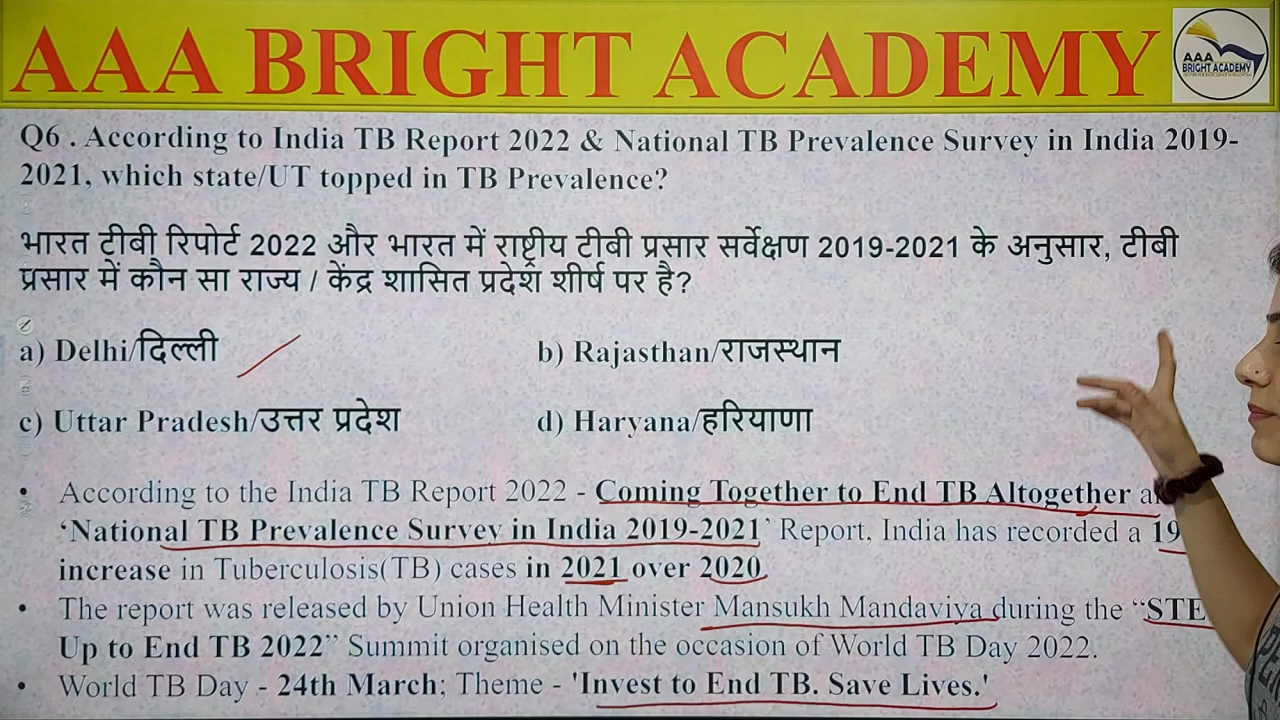 AAA BRIGHT ACADEMY
AAA
BRIGHT ACADEMY
Q6 . According to India TB Report 2022 & National TB Prevalence Survey in India 2019-
2021, which state/UT topped in TB Prevalence?
भारत टीबी रिपोर्ट 2022 और भारत में राष्ट्रीय टीबी प्रसार सर्वेक्षण 2019-2021 के अनुसार, टीबी
प्रसार में कौन सा राज्य / केंद्र शासित प्रदेश शीर्ष पर है?
a) Delhi/दिल्ली
b) Rajasthan/राजस्थान
c) Uttar Pradesh/उत्तर प्रदेश
d) Haryana/हरियाणा
• According to the India TB Report 2022 - Coming Together to End TB Altogether
‘National TB Prevalence Survey in India 2019-2021’ Report, India has recorded a 19
increase in Tuberculosis(TB) cases in 2021 over 2020.
• The report was released by Union Health Minister Mansukh Mandaviya during the “STE
Up to End TB 2022” Summit organised on the occasion of World TB Day 2022.
• World TB Day - 24th March; Theme - 'Invest to End TB. Save Lives.'